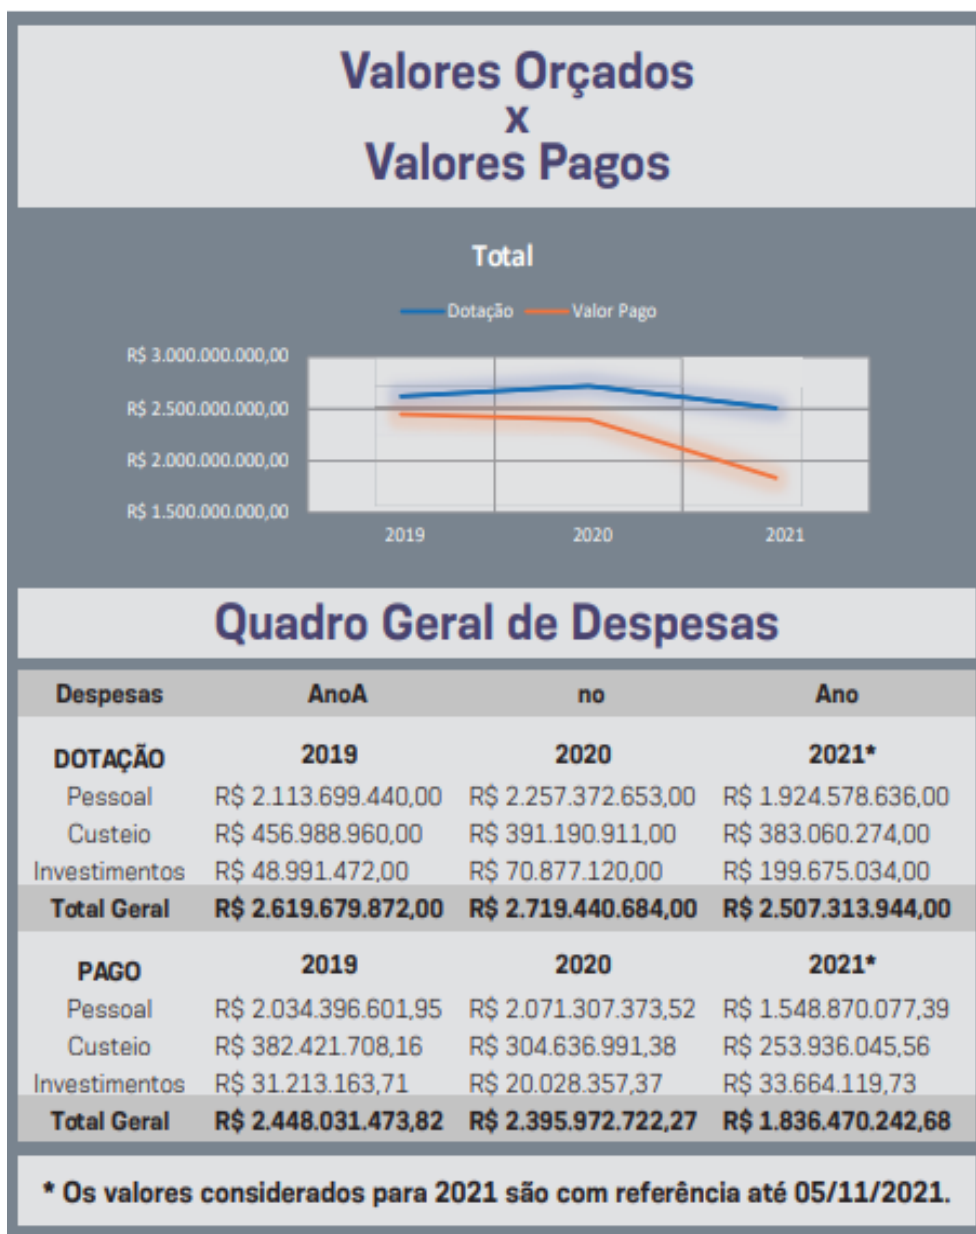 Valores Orçados
x
Valores Pagos
Total
Dotação Valor Pago
R$ 3.000.000.000,00
R$ 2.500.000.000,00
R$ 2.000.000.000,00
R$ 1.500.000.000,00
2019 2020 2021
Quadro Geral de Despesas
Despesas AnoA no Ano
DOTAÇÃO 2019 2020 2021*
Pessoal R$ 2.113.699.440,00 R$ 2.257.372.653,00 R$ 1.924.578.636,00
Custeio R$ 456.988.960,00 R$ 391.190.911,00 R$ 383.060.274,00
Investimentos R$ 48.991.472,00 R$ 70.877.120,00 R$ 199.675.034,00
Total Geral R$ 2.619.679.872,00 R$ 2.719.440.684,00 R$ 2.507.313.944,00
PAGO 2019 2020 2021*
Pessoal R$ 2.034.396.601,95 R$ 2.071.307.373,52 R$ 1.548.870.077,39
Custeio R$ 382.421.708,16 R$ 304.636.991,38 R$ 253.936.045,56
Investimentos R$ 31.213.163,71 R$ 20.028.357,37 R$ 33.664.119,73
Total Geral R$ 2.448.031.473,82 R$ 2.395.972.722,27 R$ 1.836.470.242,68
* Os valores considerados para 2021 são com referência até 05/11/2021.